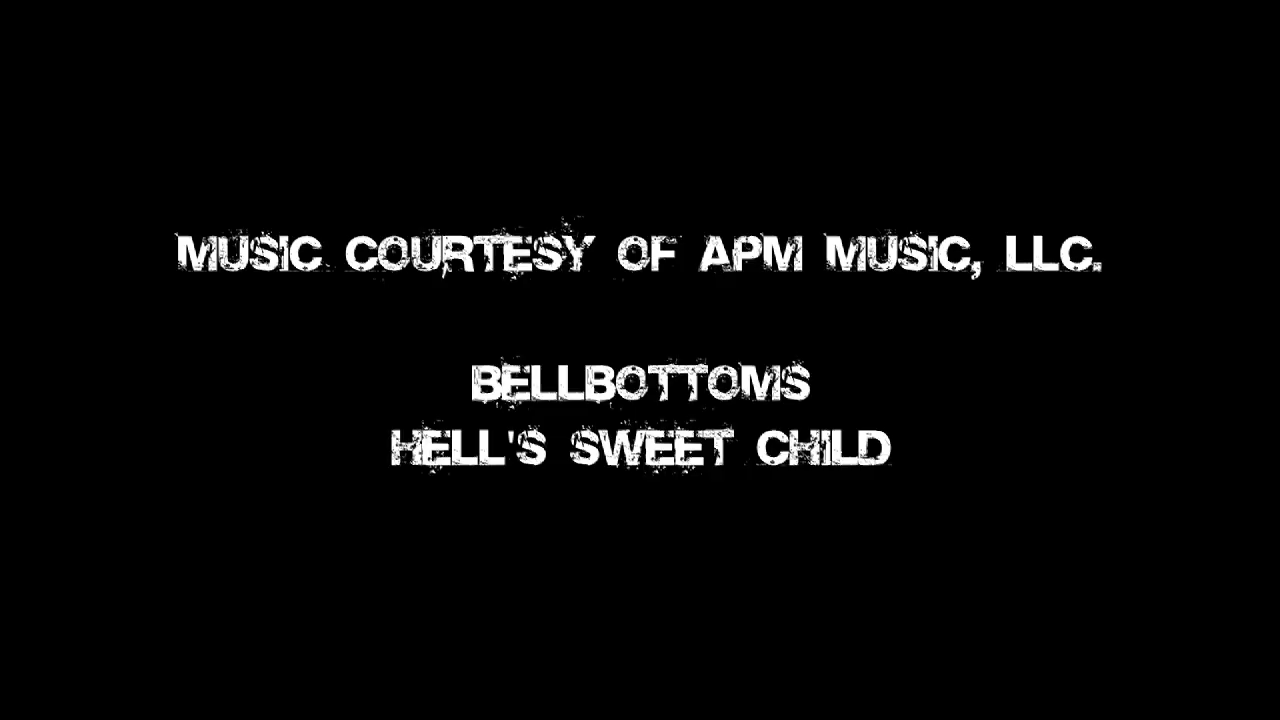 MUSIC COURTESY OF APM MUSIC, LLC.
BELLBOTTOMS
HELL'S SWEET CHILD